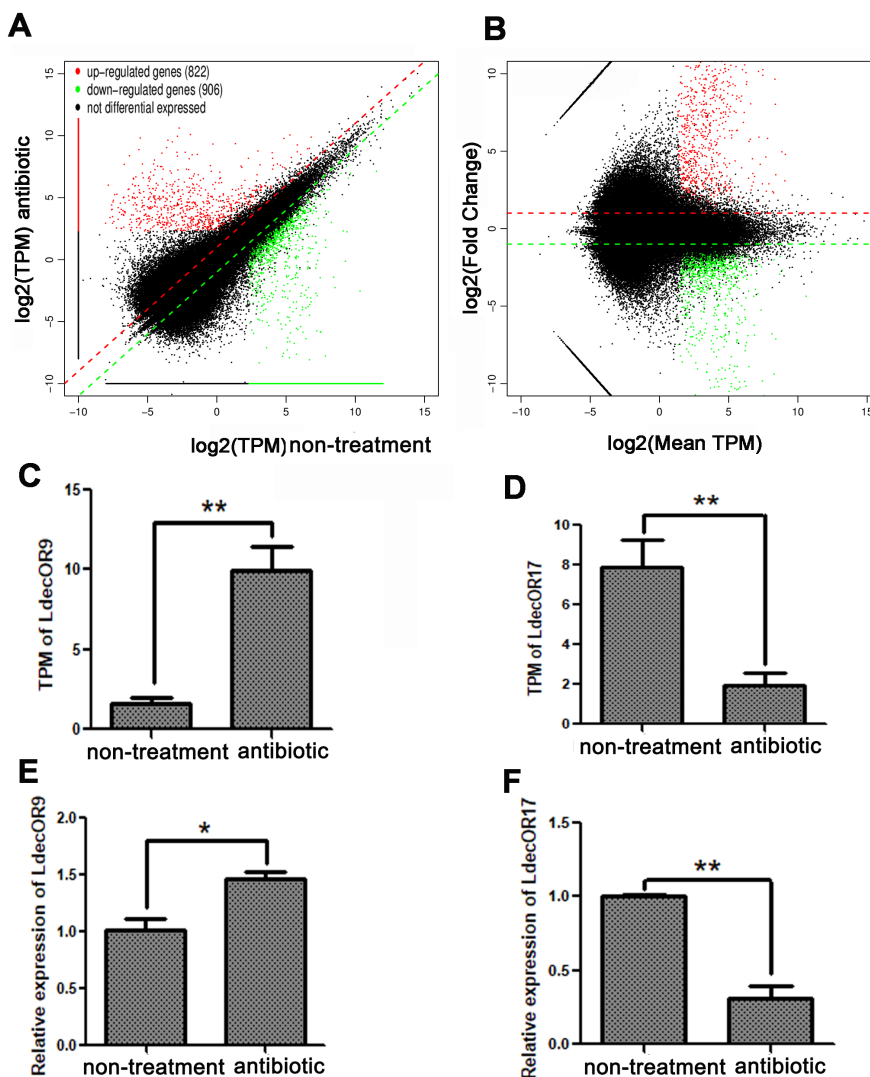 A
up-regulated genes (822)
down-regulated genes (906)
not differential expressed
log2(TPM) antibiotic
15
10
5
0
-5
-10
-10
-5
0
5
10
15
log2(TPM) non-treatment
B
log2(Fold Change)
10
5
0
-5
-10
-10
-5
0
5
10
15
log2(Mean TPM)
C
TPM of LdecOR9
15
10
5
0
**
non-treatment
antibiotic
D
TPM of LdecOR17
10
8
6
4
2
0
**
non-treatment
antibiotic
E
Relative expression of LdecOR9
2.0
1.5
1.0
0.5
0.0
*
non-treatment
antibiotic
F
Relative expression of LdecOR17
1.5
1.0
0.5
0.0
**
non-treatment
antibiotic